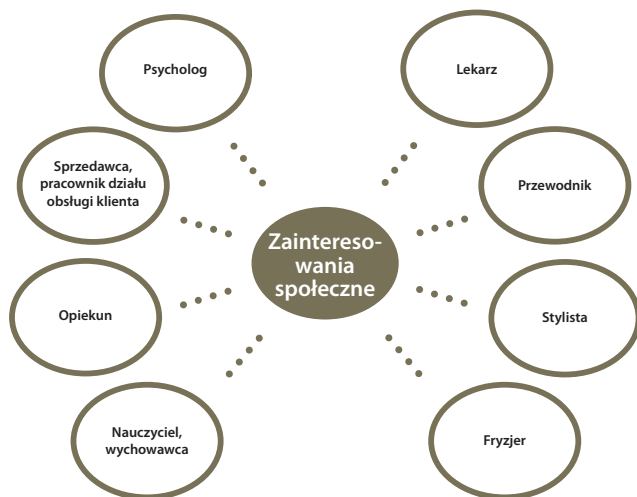 Psycholog
Lekarz
Sprzedawca,
pracownik działu
obsługi klienta
Przewodnik
Zaintereso-
wania
społeczne
Opiekun
Stylista
Nauczyciel,
wychowawca
Fryzjer